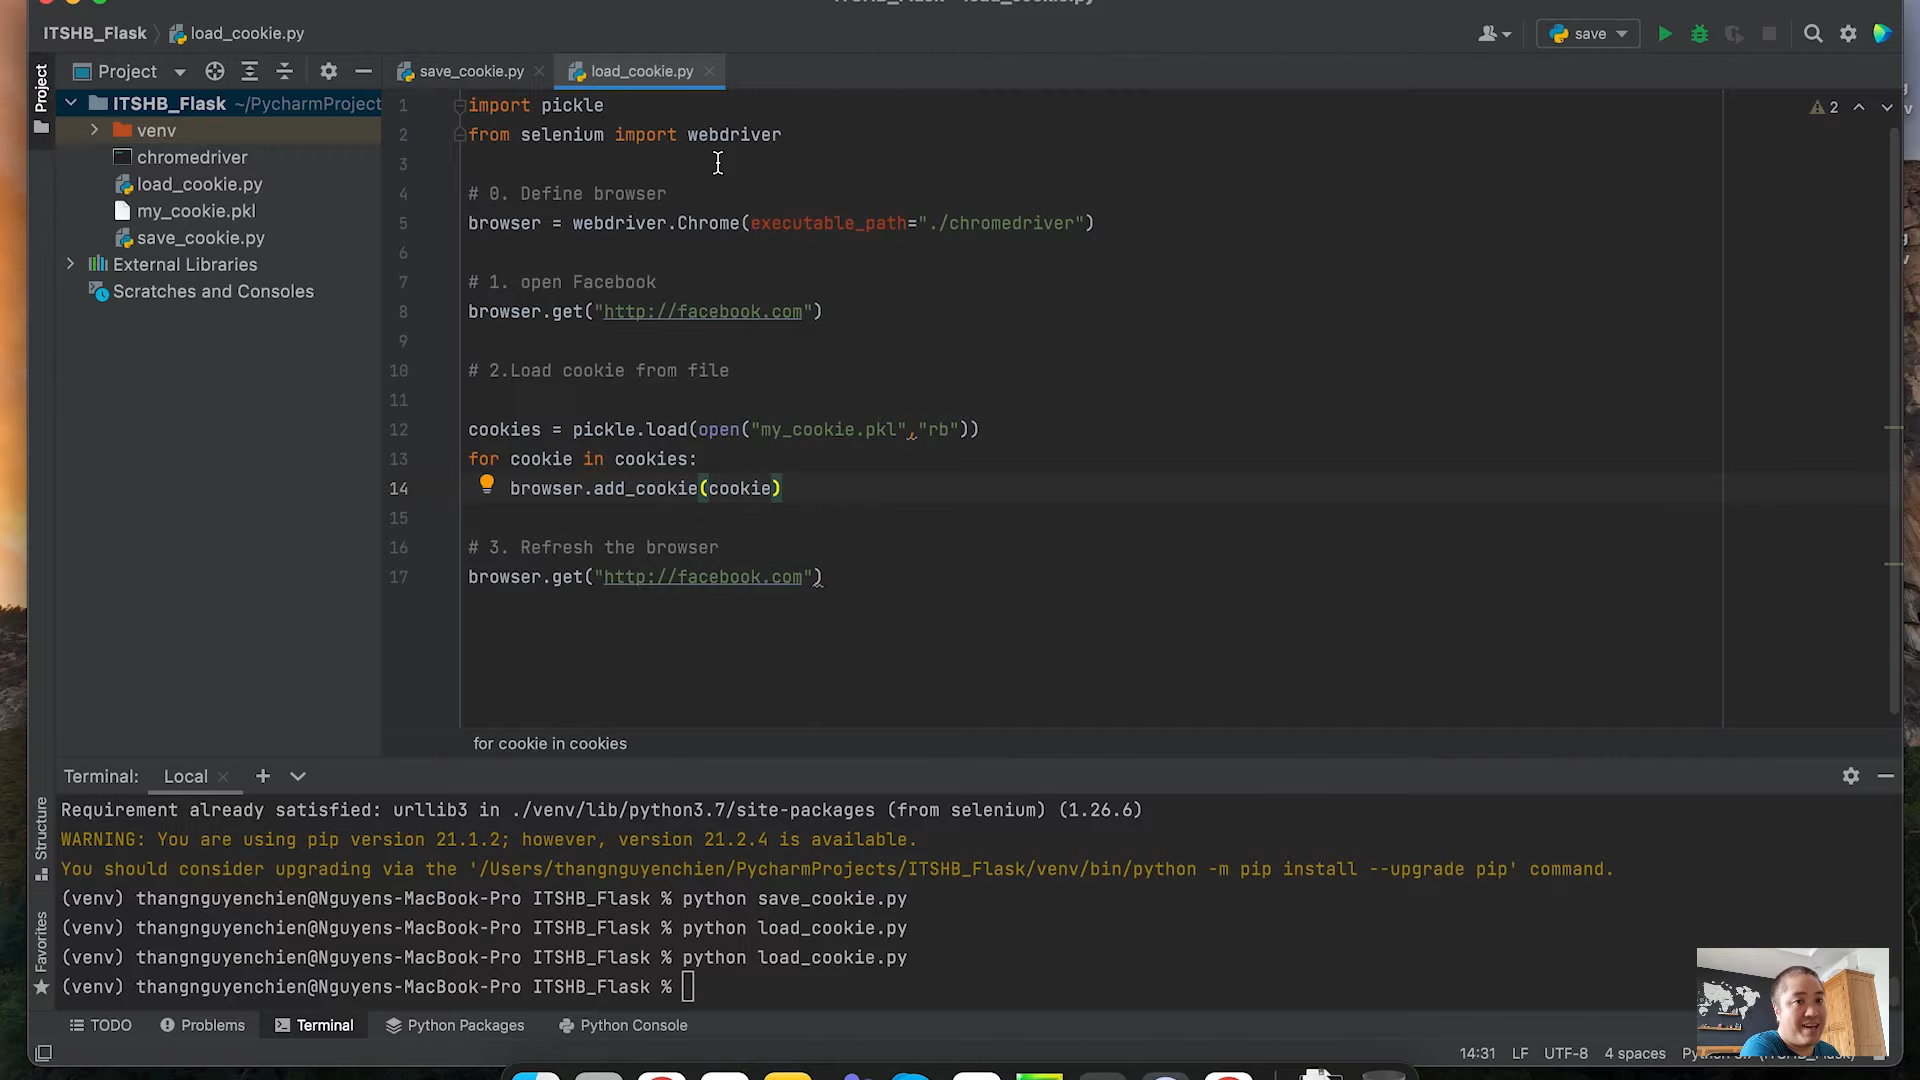 ITSHB_Flask load_cookie.py
save
Project
save_cookie.py
load_cookie.py
2
Project
ITSHB_Flask ~/PycharmProject
venv
chromedriver
load_cookie.py
my_cookie.pkl
save_cookie.py
External Libraries
Scratches and Consoles
1 import pickle
2 from selenium import webdriver
3
4 # 0. Define browser
5 browser = webdriver.Chrome(executable_path="./chromedriver")
6
7 # 1. open Facebook
8 browser.get("http://facebook.com")
9
10 # 2.Load cookie from file
11
12 cookies = pickle.load(open("my_cookie.pkl","rb"))
13 for cookie in cookies:
14 browser.add_cookie(cookie)
15
16 # 3. Refresh the browser
17 browser.get("http://facebook.com")
for cookie in cookies
Terminal: Local
Requirement already satisfied: urllib3 in ./venv/lib/python3.7/site-packages (from selenium) (1.26.6)
WARNING: You are using pip version 21.1.2; however, version 21.2.4 is available.
You should consider upgrading via the '/Users/thangnguyenchien/PycharmProjects/ITSHB_Flask/venv/bin/python -m pip install --upgrade pip' command.
(venv) thangnguyenchien@Nguyens-MacBook-Pro ITSHB_Flask % python save_cookie.py
(venv) thangnguyenchien@Nguyens-MacBook-Pro ITSHB_Flask % python load_cookie.py
(venv) thangnguyenchien@Nguyens-MacBook-Pro ITSHB_Flask % python load_cookie.py
(venv) thangnguyenchien@Nguyens-MacBook-Pro ITSHB_Flask %
Structure
Favorites
TODO Problems Terminal Python Packages Python Console
14:31 LF UTF-8 4 spaces